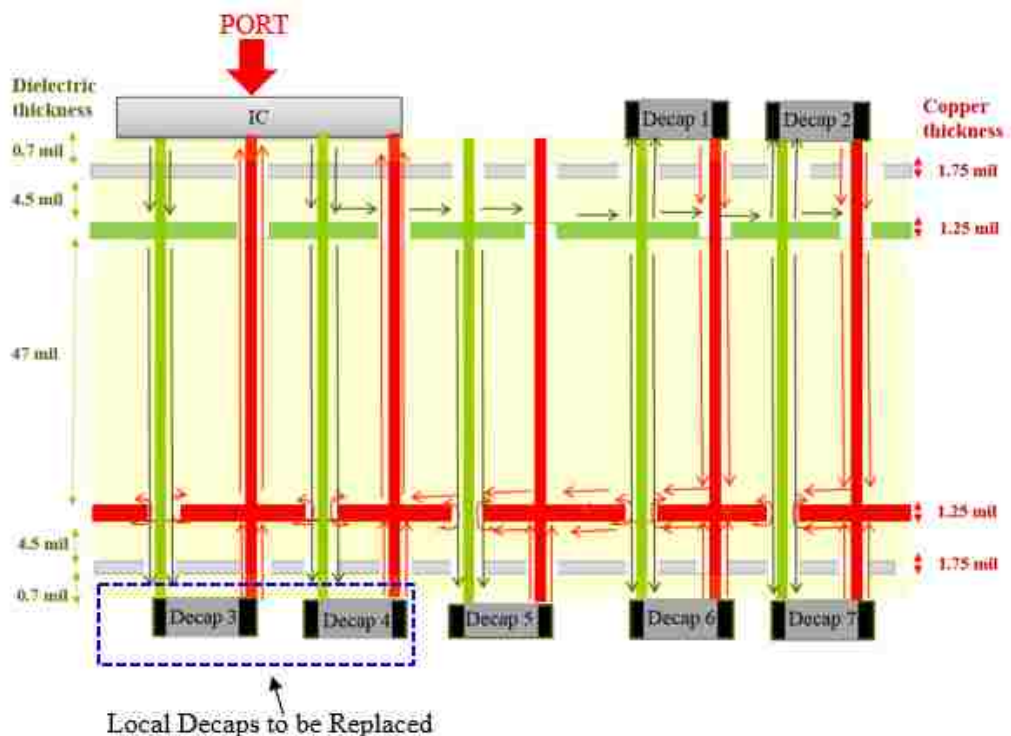 PORT
Dielectric
thickness
IC
Decap 1
Decap 2
Copper
thickness
0.7 mil
1.75 mil
4.5 mil
1.25 mil
47 mil
1.25 mil
4.5 mil
1.75 mil
0.7 mil
Decap 3
Decap 4
Decap 5
Decap 6
Decap 7
Local Decaps to be Replaced